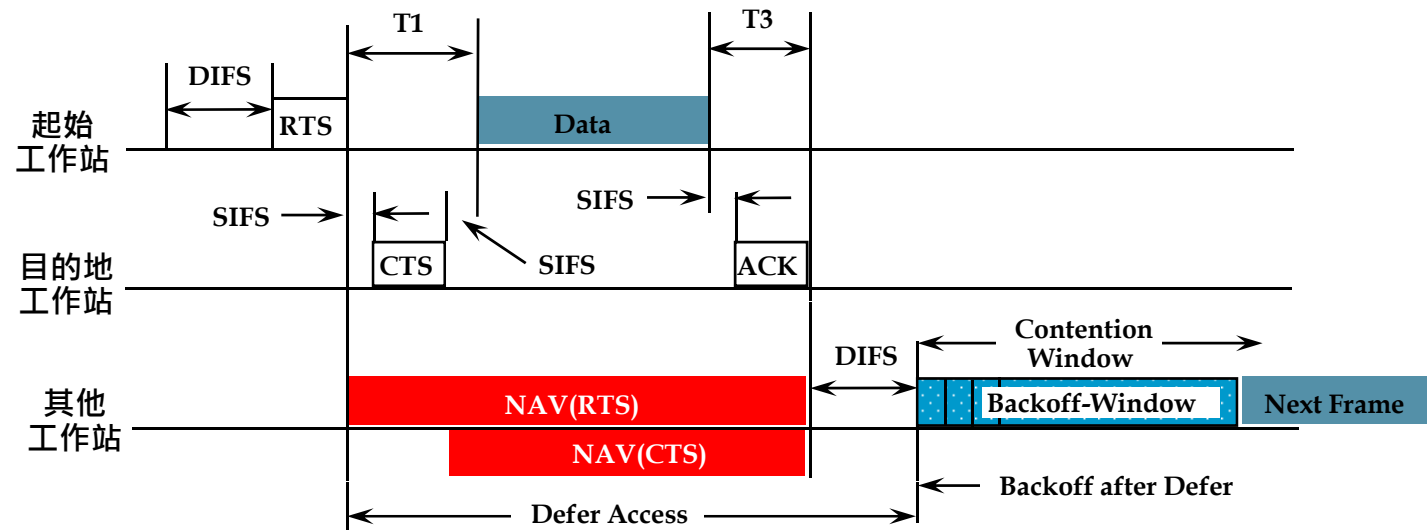 T1
T3
DIFS
RTS
Data
起始
工作站
SIFS
SIFS
CTS
SIFS
ACK
目的地
工作站
Contention
Window
DIFS
其他
工作站
NAV(RTS)
Backoff-Window
Next Frame
NAV(CTS)
Backoff after Defer
Defer Access